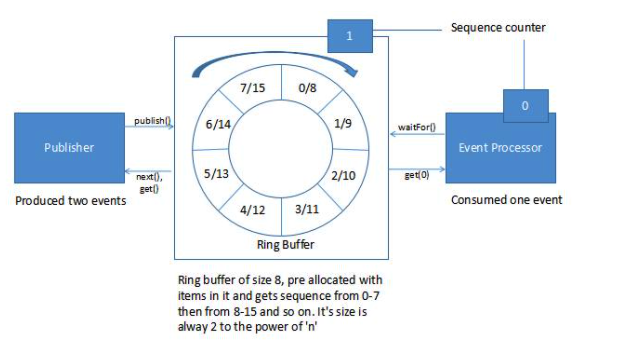 1
Sequence counter
7/15
0/8
0
6/14
1/9
publish()
waitFor()
Publisher
Event Processor
5/13
2/10
next(),
get()
get(0)
Produced two events
4/12
3/11
Consumed one event
Ring Buffer
Ring buffer of size 8, pre allocated with
items in it and gets sequence from 0-7
then from 8-15 and so on. It's size is
alway 2 to the power of 'n'